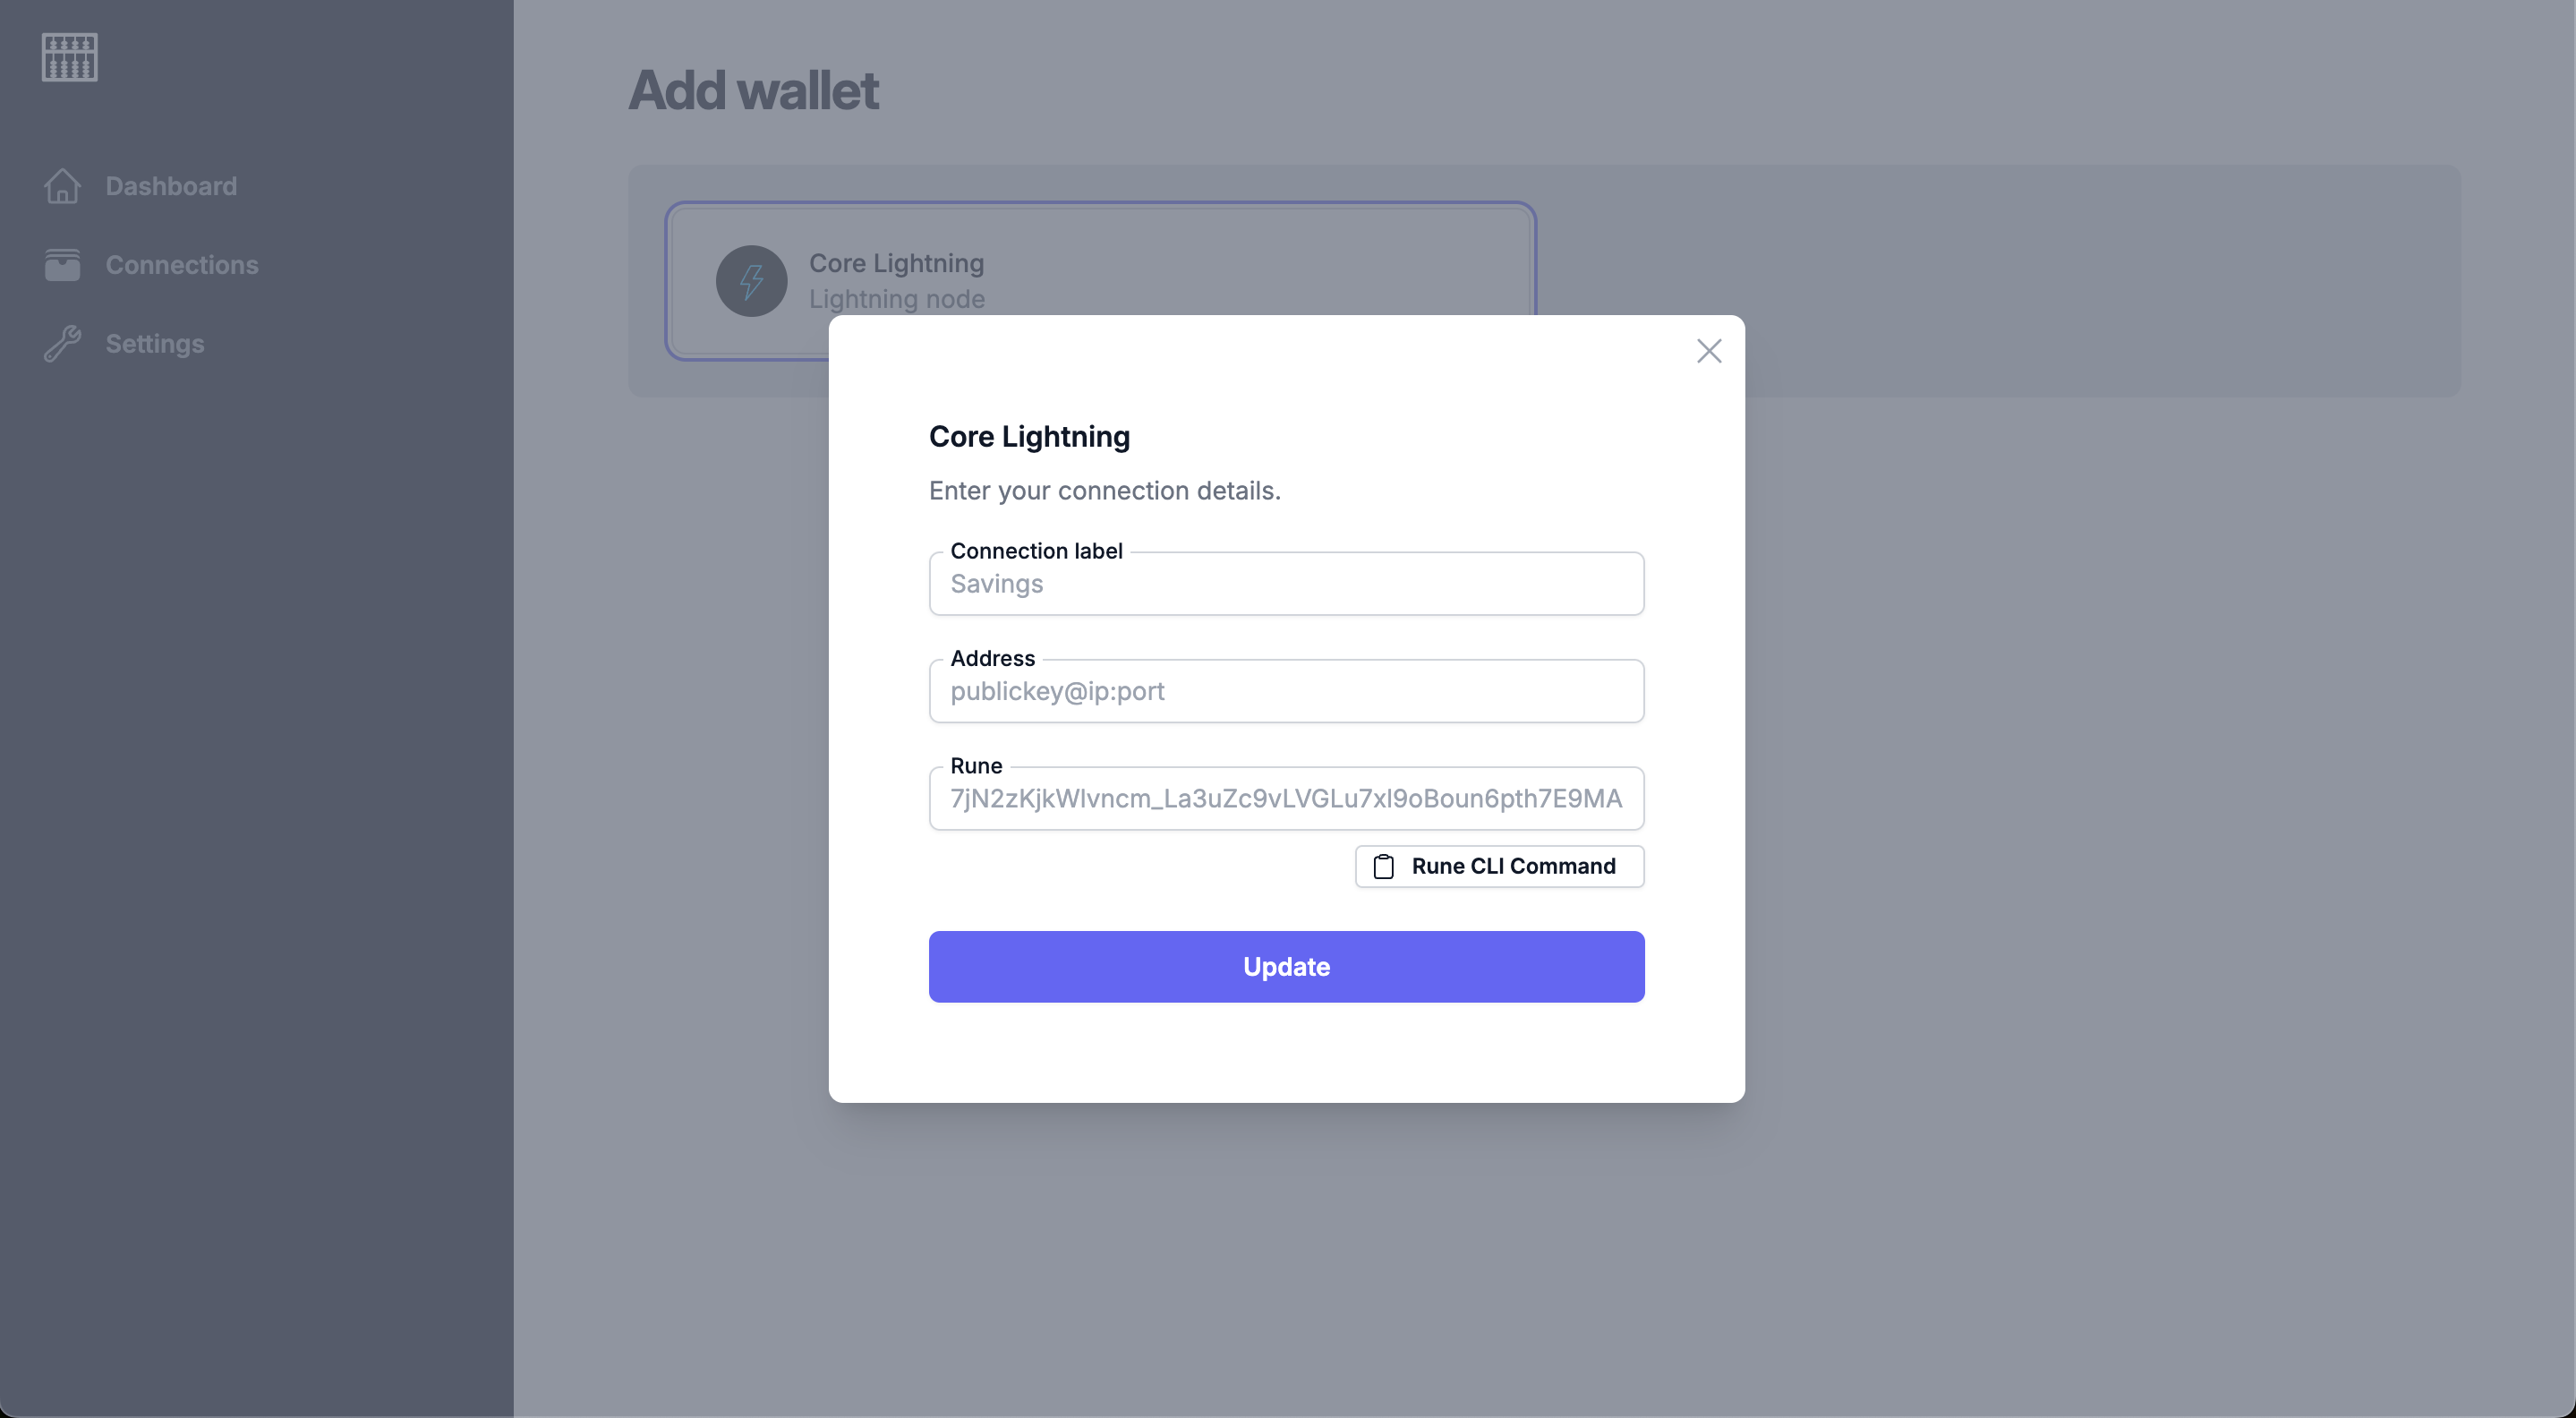 Dashboard
Connections
Settings
Add wallet
Core Lightning
Lightning node
Core Lightning
Enter your connection details.
Connection label
Savings
Address
publickey@ip:port
Rune
7jN2zKjkWlvncm_La3uZc9vLVGLu7xl9oBoun6pth7E9MA
Rune CLI Command
Update